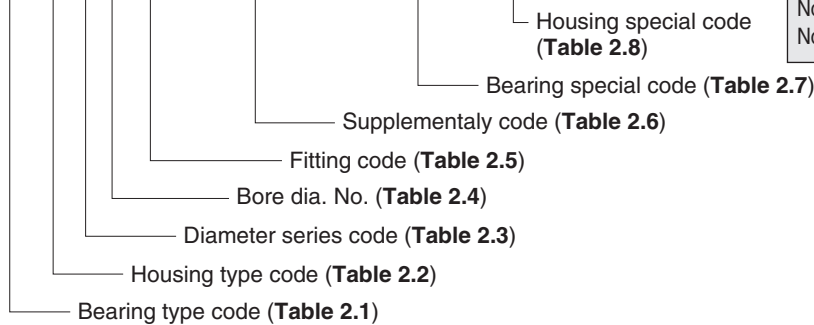 Housing special code
(Table 2.8)
No
No
Bearing special code (Table 2.7)
Supplementaly code (Table 2.6)
Fitting code (Table 2.5)
Bore dia. No. (Table 2.4)
Diameter series code (Table 2.3)
Housing type code (Table 2.2)
Bearing type code (Table 2.1)